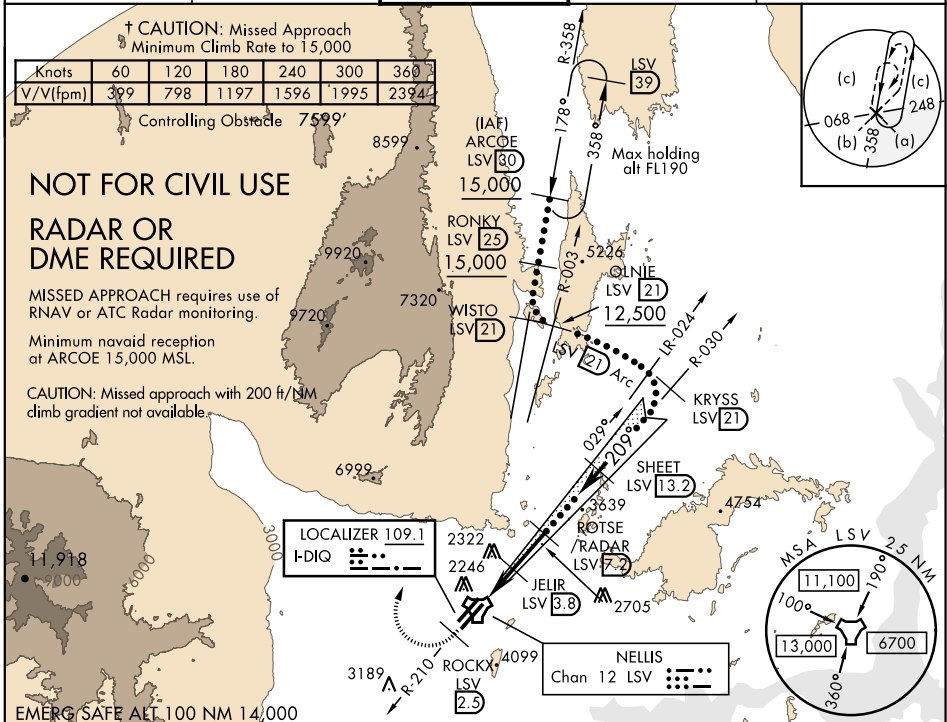 † CAUTION: Missed Approach
Minimum Climb Rate to 15,000
Knots 60 120 180 240 300 360
V/V(fpm) 399 798 1197 1596 1995 2394
Controlling Obstacle 7599'
8599
NOT FOR CIVIL USE
RADAR OR
DME REQUIRED
MISSED APPROACH requires use of
RNAV or ATC Radar monitoring.
Minimum navaid reception
at ARCOE 15,000 MSL.
CAUTION: Missed approach with 200 ft/NM
climb gradient not available.
R-358
LSV
39
178°
358°
Max holding
alt FL190
(IAF)
ARCOE
LSV 30
15,000
RONKY
LSV 25
15,000
WISTO
LSV 21
R-003
5226
OLNIE
LSV 21
12,500
LSV 21 Arc
LR-024
R-030
KRYSS
LSV 21
029°
209°
SHEET
LSV 13.2
3639
4754
ROTSE
/RADAR
LSV 7.2
JELIR
LSV 3.8
2705
9920
9720
7320
6999
11,918
9000
6000
3000
LOCALIZER 109.1
I-DIQ
2322
2246
ROCKX
LSV
2.5
4099
3189
R-210
NELLIS
Chan 12 LSV
EMERG SAFE ALT 100 NM 14,000
(c)
(c)
068
248
(b)
358
(a)
MSA LSV 25 NM
11,100
190°
100°
13,000
6700
360°